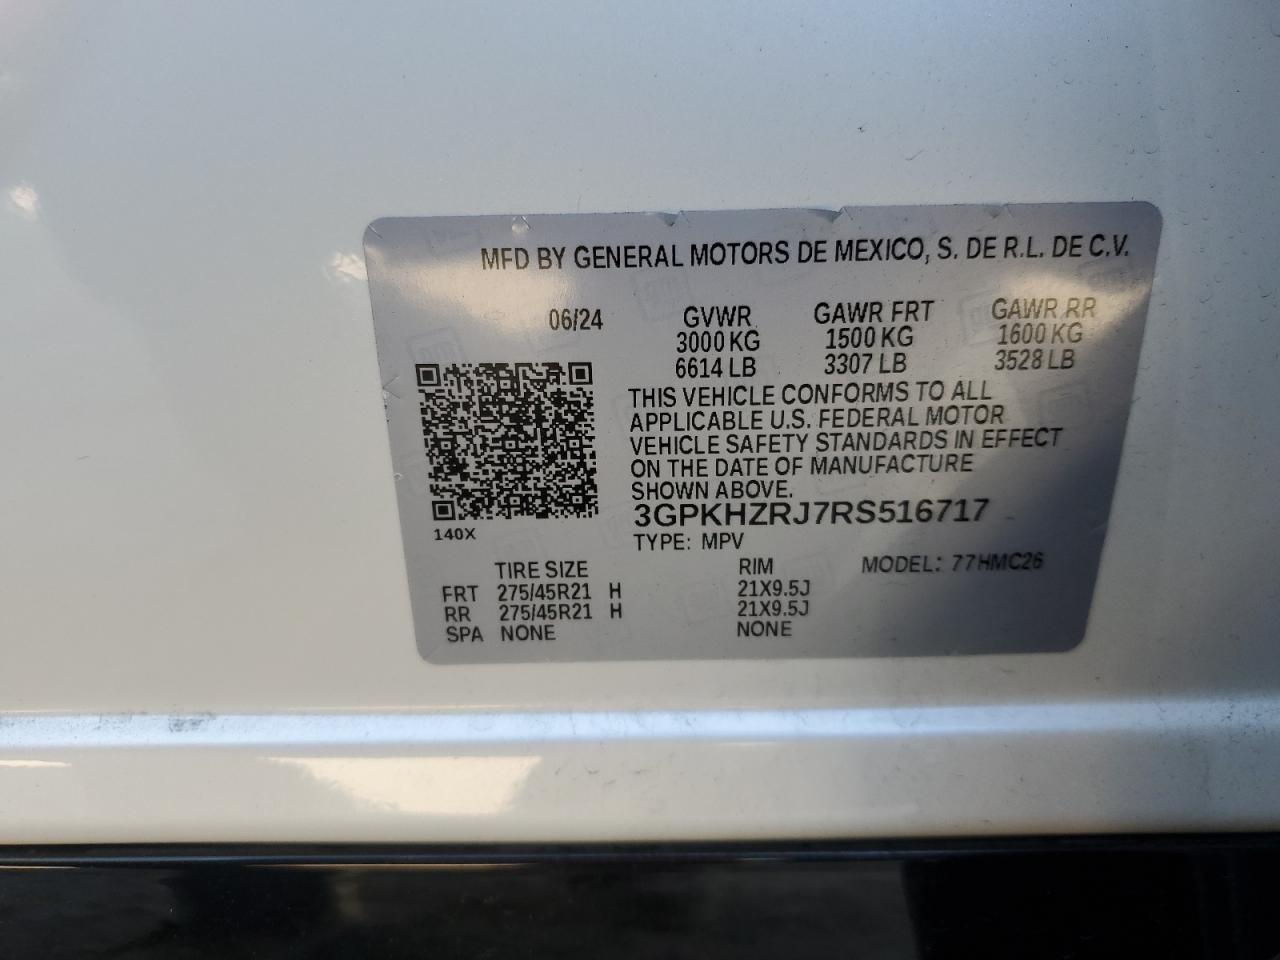 MFD BY GENERAL MOTORS DE MEXICO, S. DE R.L. DE C.V.
06/24 GVWR GAWR FRT GAWR RR
3000 KG 1500 KG 1600 KG
6614 LB 3307 LB 3528 LB
THIS VEHICLE CONFORMS TO ALL
APPLICABLE U.S. FEDERAL MOTOR
VEHICLE SAFETY STANDARDS IN EFFECT
ON THE DATE OF MANUFACTURE
SHOWN ABOVE.
3GPKHZRJ7RS516717
140X
TYPE: MPV
TIRE SIZE RIM MODEL: 77HMC26
FRT 275/45R21 H 21X9.5J
RR 275/45R21 H 21X9.5J
SPA NONE NONE